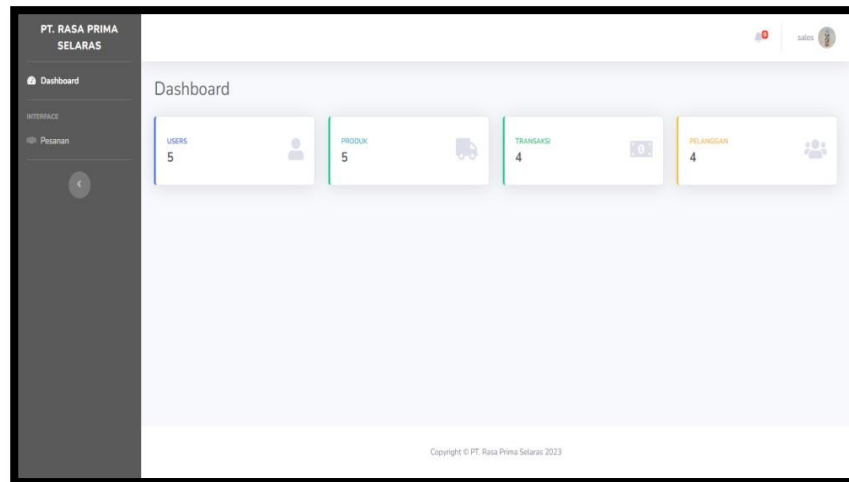 PT. RASA PRIMA
SELARAS
0
sales
Dashboard
Dashboard
INTERFACE
Pesanan
USERS
5
PRODUK
5
TRANSAKSI
4
PELANGGAN
4
Copyright © PT. Rasa Prima Selaras 2023